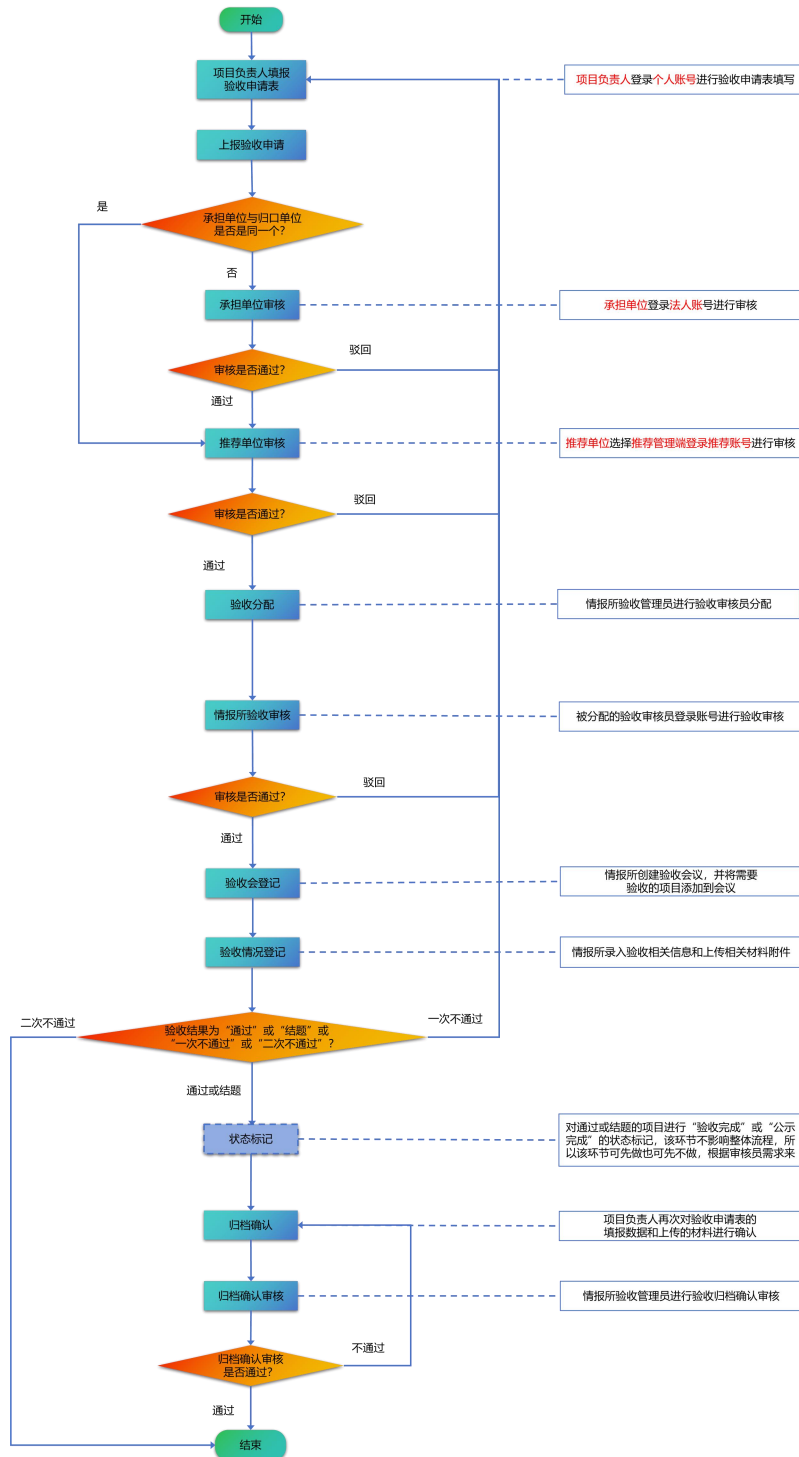 开始
项目负责人填报
验收申请表
项目负责人登录个人账号进行验收申请表填写
上报验收申请
是
承担单位与归口单位
是否是同一个？
否
承担单位审核
承担单位登录法人账号进行审核
驳回
审核是否通过？
通过
推荐单位审核
推荐单位选择推荐管理端登录推荐账号进行审核
驳回
审核是否通过？
通过
验收分配
情报所验收管理员进行验收审核员分配
情报所验收审核
被分配的验收审核员登录账号进行验收审核
驳回
审核是否通过？
通过
验收会登记
情报所创建验收会议，并将需要
验收的项目添加到会议
验收情况登记
情报所录入验收相关信息和上传相关材料附件
二次不通过
一次不通过
验收结果为“通过”或“结题”或
“一次不通过”或“二次不通过”？
通过或结题
状态标记
对通过或结题的项目进行“验收完成”或“公示
完成”的状态标记，该环节不影响整体流程，所
以该环节可先做也可先不做，根据审核员需求来
归档确认
项目负责人再次对验收申请表的
填报数据和上传的材料进行确认
归档确认审核
情报所验收管理员进行验收归档确认审核
不通过
归档确认审核
是否通过？
通过
结束